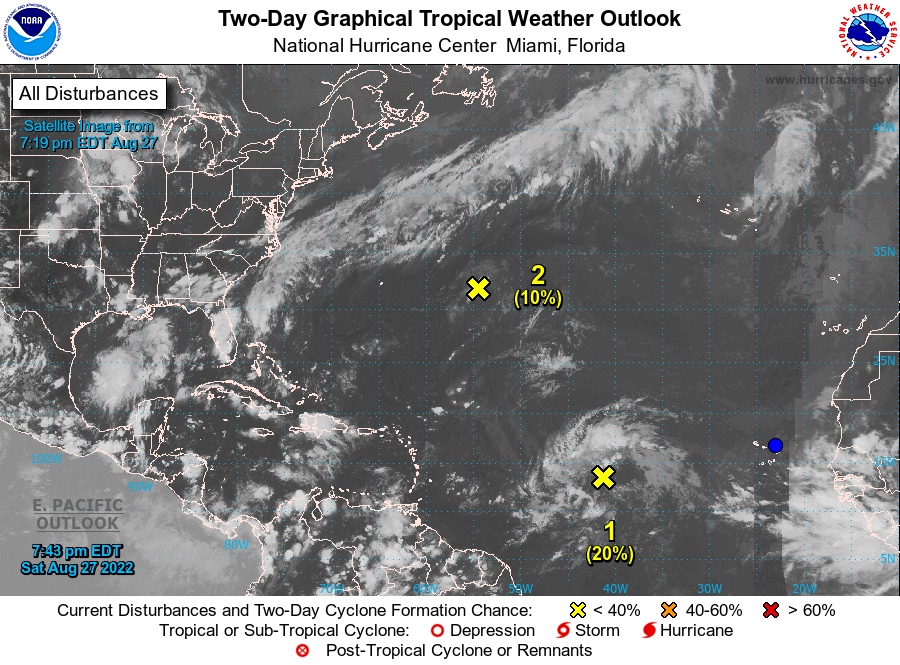 Two-Day Graphical Tropical Weather Outlook
National Hurricane Center Miami, Florida
NOAA
NATIONAL WEATHER SERVICE
www.hurricanes.gov
All Disturbances
Satellite Image from
7:19 pm EDT Aug 27
35N
25N
5N
2
(10%)
1
(20%)
100W
90W
80W
70W
60W
50W
40W
30W
20W
E. PACIFIC
OUTLOOK
7:43 pm EDT
Sat Aug 27 2022
Current Disturbances and Two-Day Cyclone Formation Chance: < 40% 40-60% > 60%
Tropical or Sub-Tropical Cyclone: Depression Storm Hurricane
Post-Tropical Cyclone or Remnants